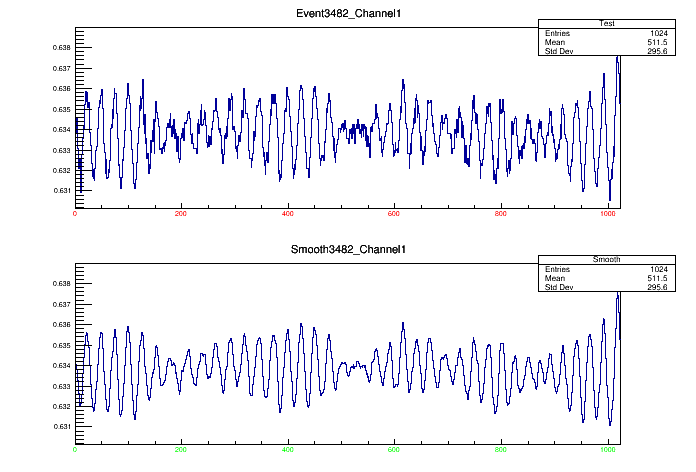 Event3482_Channel1
Test
Entries 1024
Mean 511.5
Std Dev 295.6
0.638
0.637
0.636
0.635
0.634
0.633
0.632
0.631
0 200 400 600 800 1000
Smooth3482_Channel1
Smooth
Entries 1024
Mean 511.5
Std Dev 295.6
0.638
0.637
0.636
0.635
0.634
0.633
0.632
0.631
0 200 400 600 800 1000